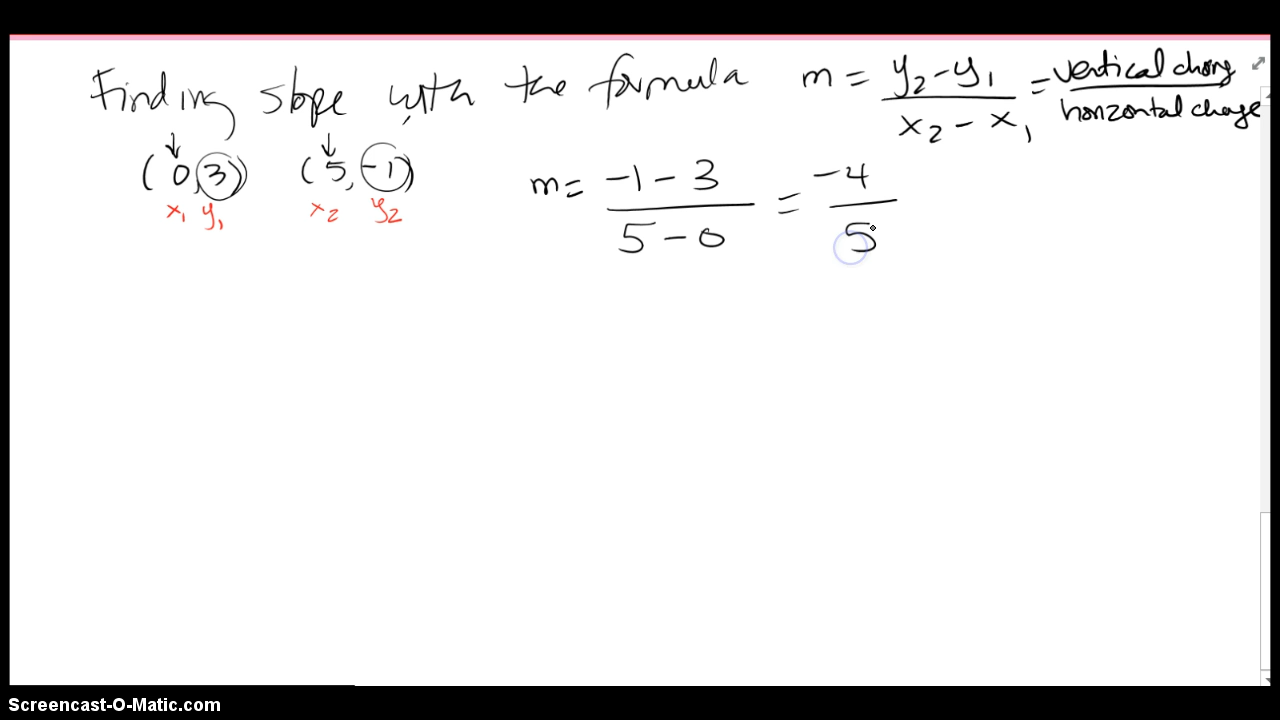 Finding slope with the formula m = y₂ - y₁ / x₂ - x₁ = vertical chang / horizontal change
(0, 3) (5, -1) m = -1 - 3 / 5 - 0 = -4 / 5
x₁ y₁ x₂ y₂
Screencast-O-Matic.com